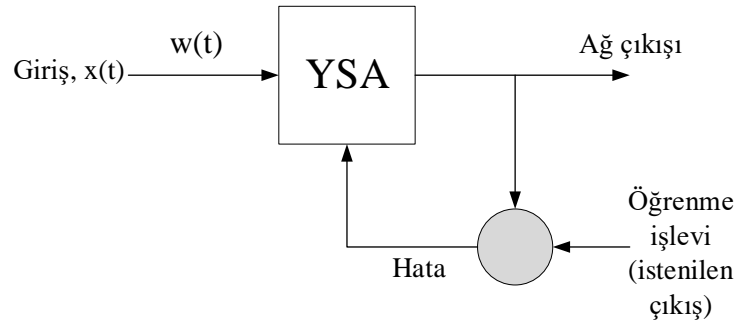 w(t)
Ağ çıkışı
Giriş, x(t)
YSA
Öğrenme
işlevi
(istenilen
çıkış)
Hata